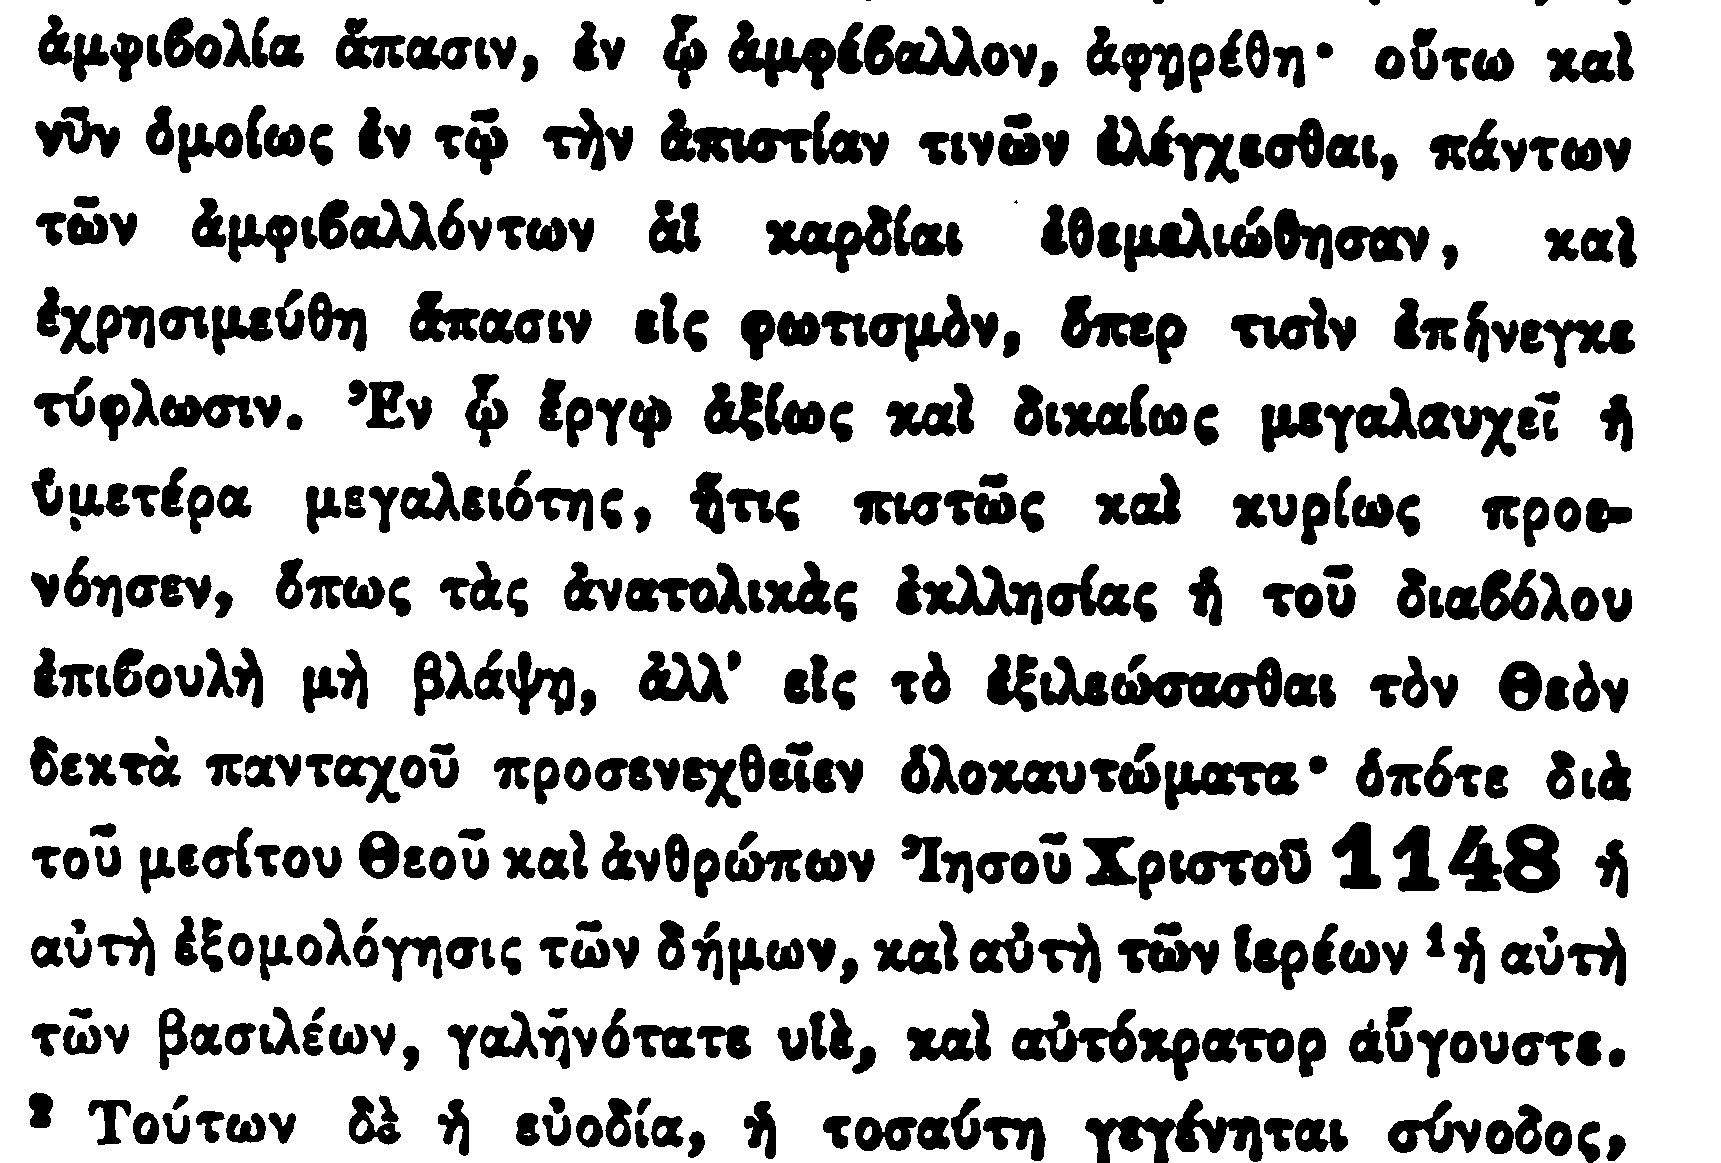 ἀμφιβολία ἅπασιν, ἐν ᾧ ἀμφέβαλλον, ἀφῃρέθη· οὕτω καὶ
νῦν ὁμοίως ἐν τῷ τὴν ἀπιστίαν τινῶν ἐλέγχεσθαι, πάντων
τῶν ἀμφιβαλλόντων ἁἱ καρδίαι ἐθεμελιώθησαν, καὶ
ἐχρησιμεύθη ἅπασιν εἰς φωτισμὸν, ὅπερ τισὶν ἐπήνεγκε
τύφλωσιν. Ἐν ᾧ ἔργῳ ἀξίως καὶ δικαίως μεγαλαυχεῖ ἡ
ὑμετέρα μεγαλειότης, ᾕτις πιστῶς καὶ κυρίως προε-
νόησεν, ὅπως τὰς ἀνατολικὰς ἐκλλησίας ἡ τοῦ διαβόλου
ἐπιβουλὴ μὴ βλάψῃ, ἀλλ' εἰς τὸ ἐξιλεώσασθαι τὸν Θεὸν
δεκτὰ πανταχοῦ προσενεχθεῖεν ὁλοκαυτώματα· ὁπότε διὰ
τοῦ μεσίτου Θεοῦ καὶ ἀνθρώπων Ἰησοῦ Χριστοῦ 1148 ἡ
αὐτὴ ἐξομολόγησις τῶν δήμων, καὶ αὐτὴ τῶν ἱερέων ¹ ἡ αὐτὴ
τῶν βασιλέων, γαλῆνότατε υἱὲ, καὶ αὐτόκρατορ ἀὔγουστε.
² Τούτων δὲ ἡ εὐοδία, ἡ τοσαύτη γεγένηται σύνοδος,